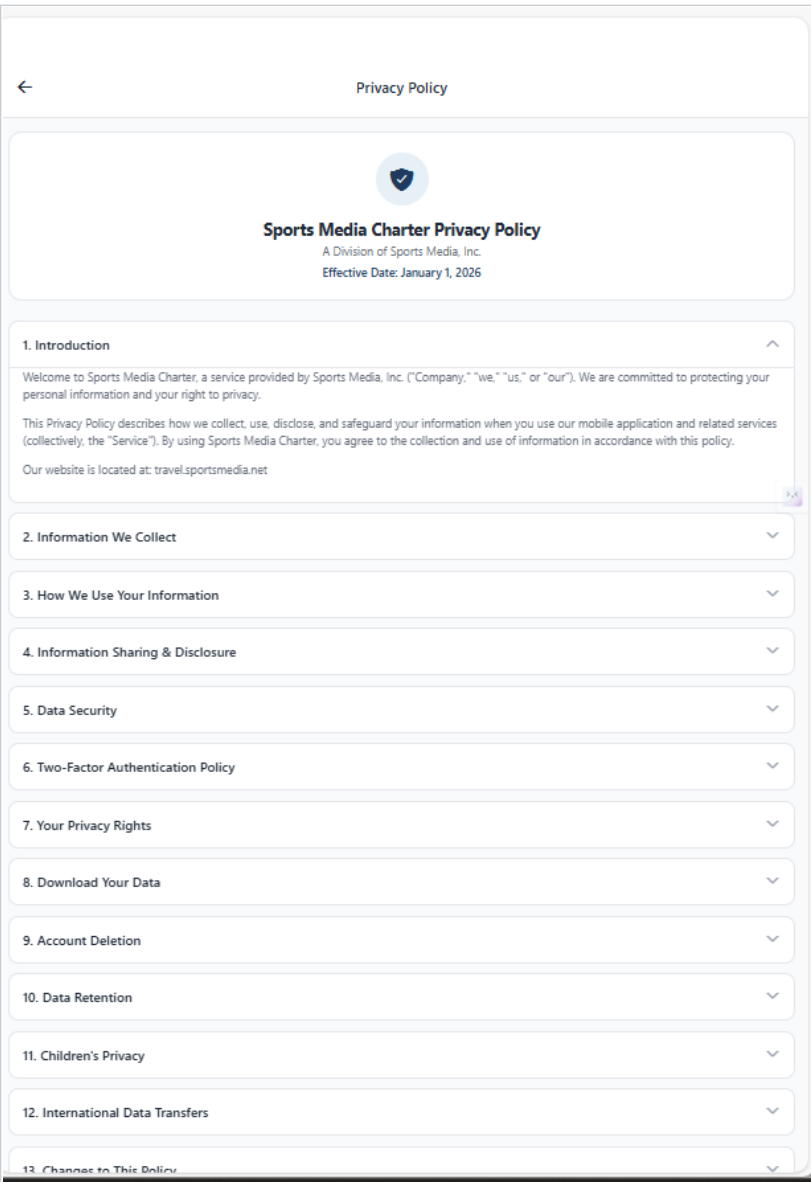 Privacy Policy
Sports Media Charter Privacy Policy
A Division of Sports Media, Inc.
Effective Date: January 1, 2026
1. Introduction
Welcome to Sports Media Charter, a service provided by Sports Media, Inc. ("Company," "we," "us," or "our"). We are committed to protecting your
personal information and your right to privacy.
This Privacy Policy describes how we collect, use, disclose, and safeguard your information when you use our mobile application and related services
(collectively, the "Service"). By using Sports Media Charter, you agree to the collection and use of information in accordance with this policy.
Our website is located at: travel.sportsmedia.net
2. Information We Collect
3. How We Use Your Information
4. Information Sharing & Disclosure
5. Data Security
6. Two-Factor Authentication Policy
7. Your Privacy Rights
8. Download Your Data
9. Account Deletion
10. Data Retention
11. Children's Privacy
12. International Data Transfers
13. Changes to This Policy